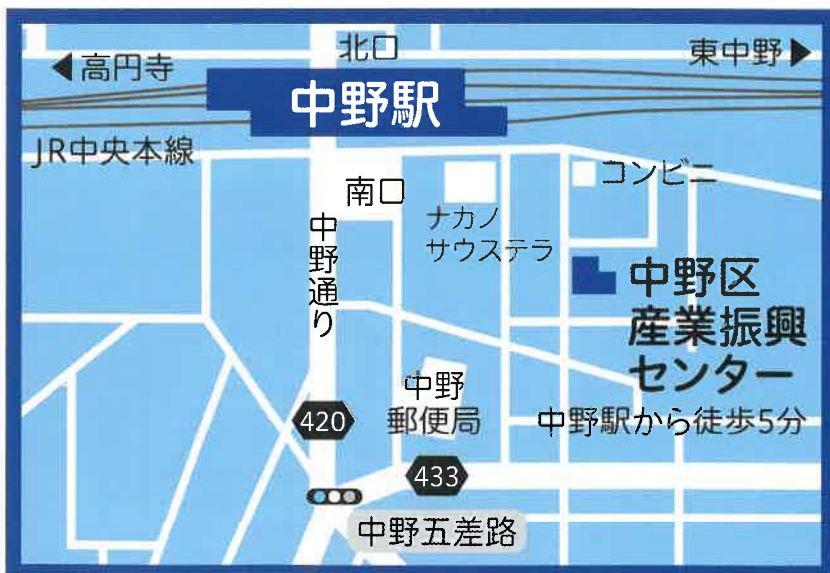 北口
高円寺
東中野
中野駅
JR中央本線
南口
コンビニ
ナカノ
サウステラ
中野通り
中野区
産業振興
センター
中野駅から徒歩5分
中野
郵便局
420
433
中野五差路